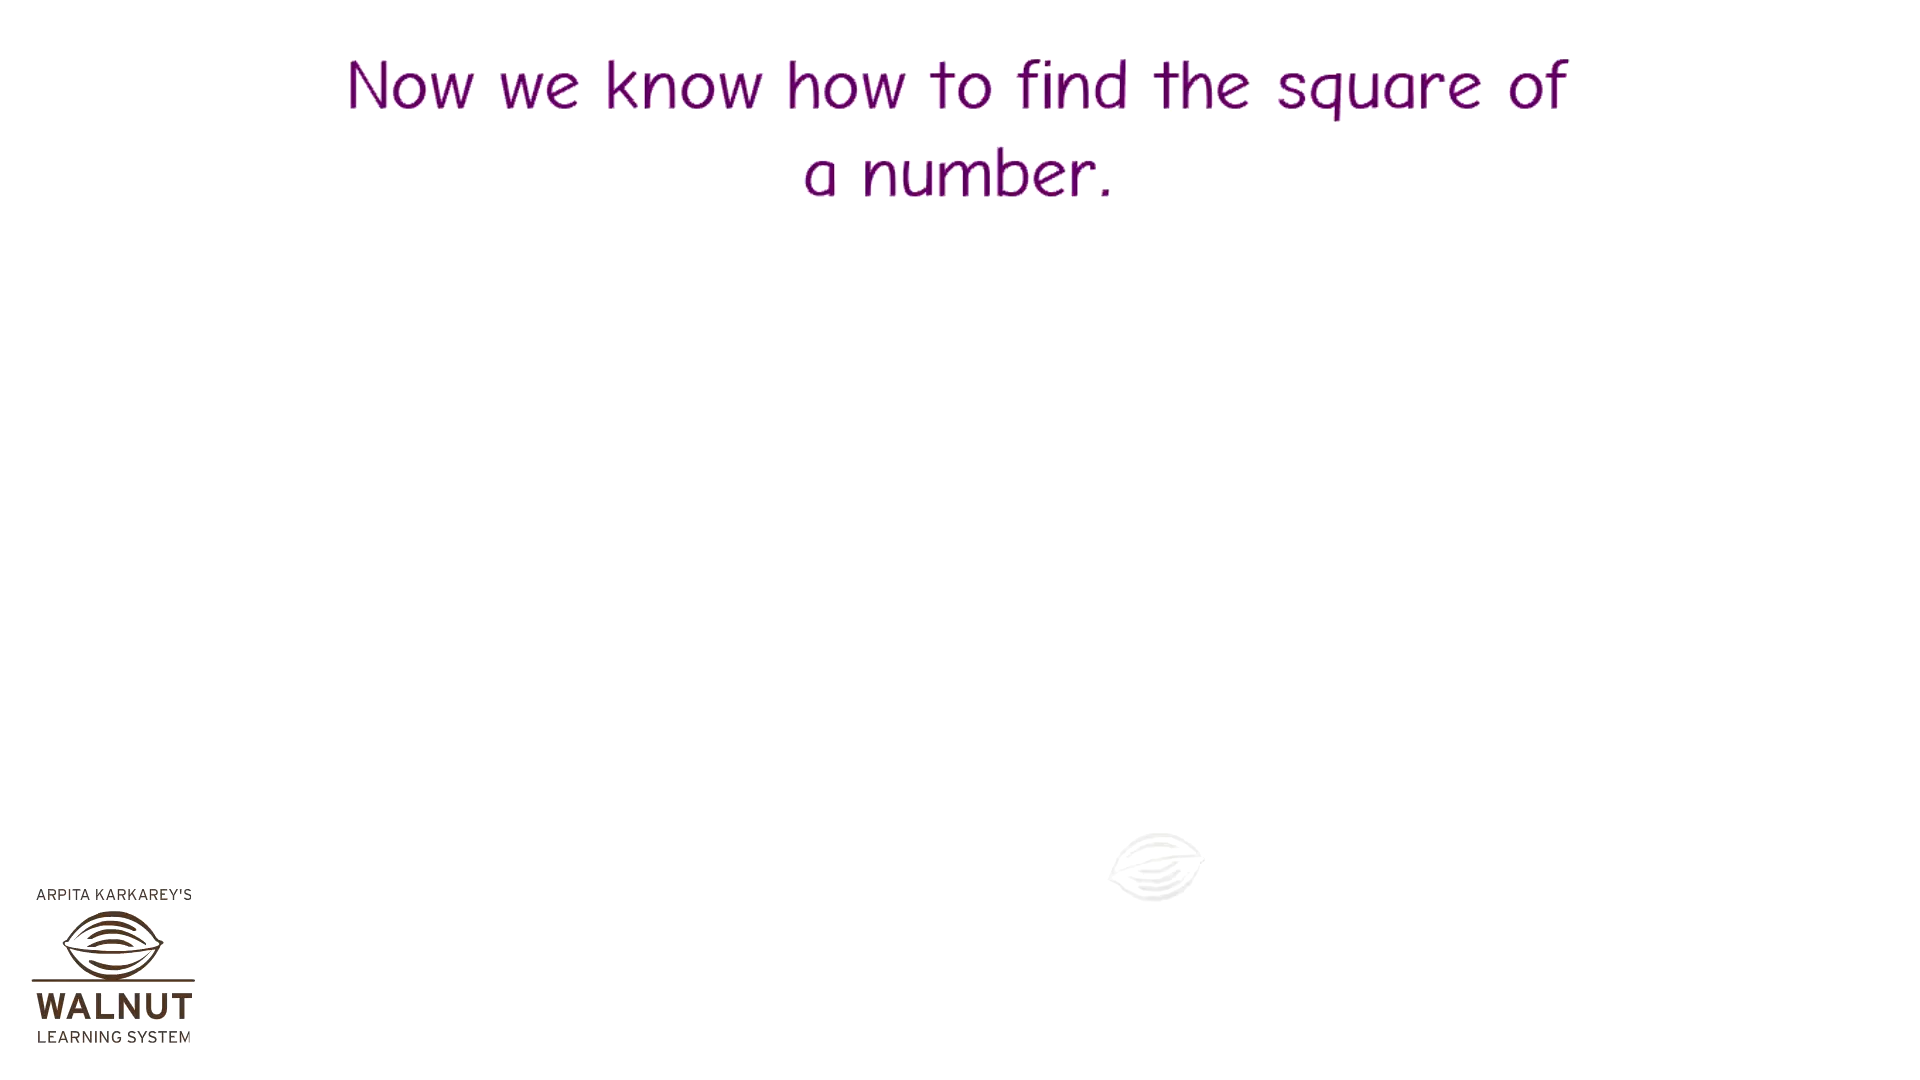 Now we know how to find the square of
a number.
ARPITA KARKAREY'S
WALNUT
LEARNING SYSTEM